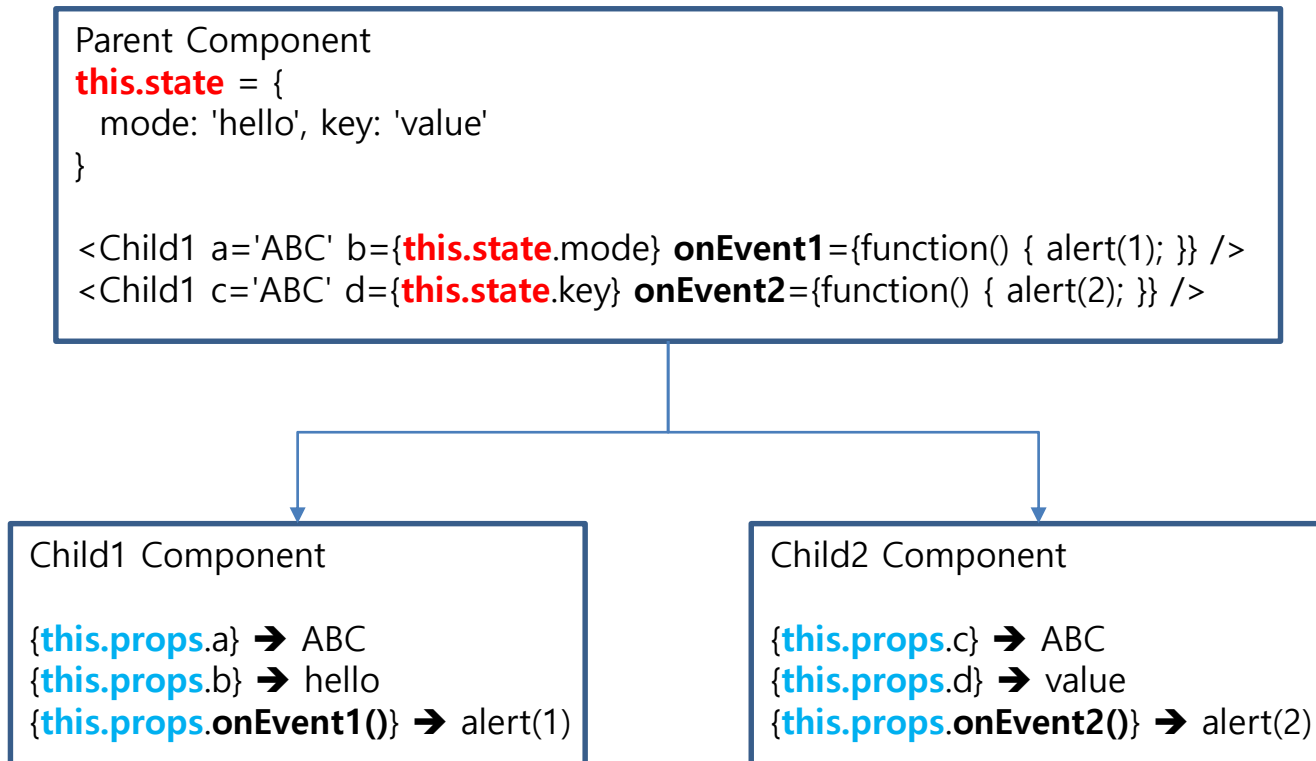 Parent Component
this.state = {
mode: 'hello', key: 'value'
}
<Child1 a='ABC' b={this.state.mode} onEvent1={function() { alert(1); }} />
<Child1 c='ABC' d={this.state.key} onEvent2={function() { alert(2); }} />
Child1 Component
{this.props.a} ➔ ABC
{this.props.b} ➔ hello
{this.props.onEvent1()} ➔ alert(1)
Child2 Component
{this.props.c} ➔ ABC
{this.props.d} ➔ value
{this.props.onEvent2()} ➔ alert(2)